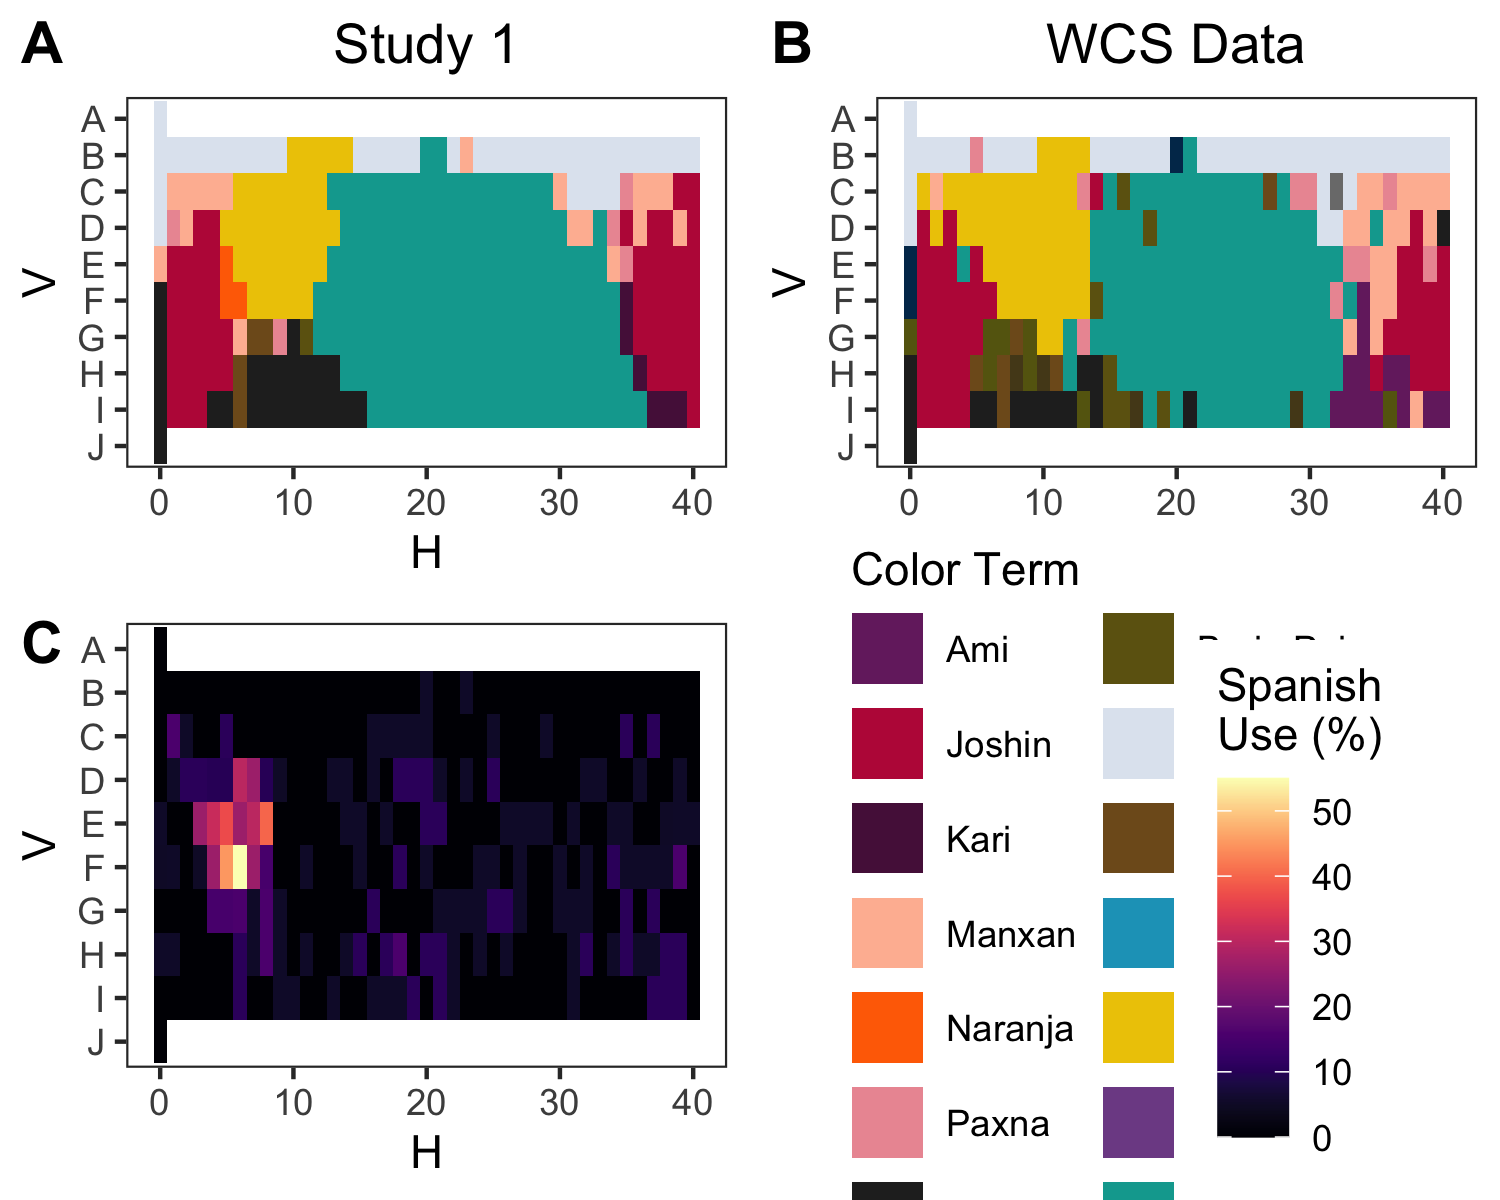 A
Study 1
B
WCS Data
V
A
B
C
D
E
F
G
H
I
J
0 10 20 30 40
H
V
A
B
C
D
E
F
G
H
I
J
0 10 20 30 40
C
V
A
B
C
D
E
F
G
H
I
J
0 10 20 30 40
H
Color Term
Ami
Joshin
Kari
Manxan
Naranja
Paxna
Spanish
Use (%)
50
40
30
20
10
0